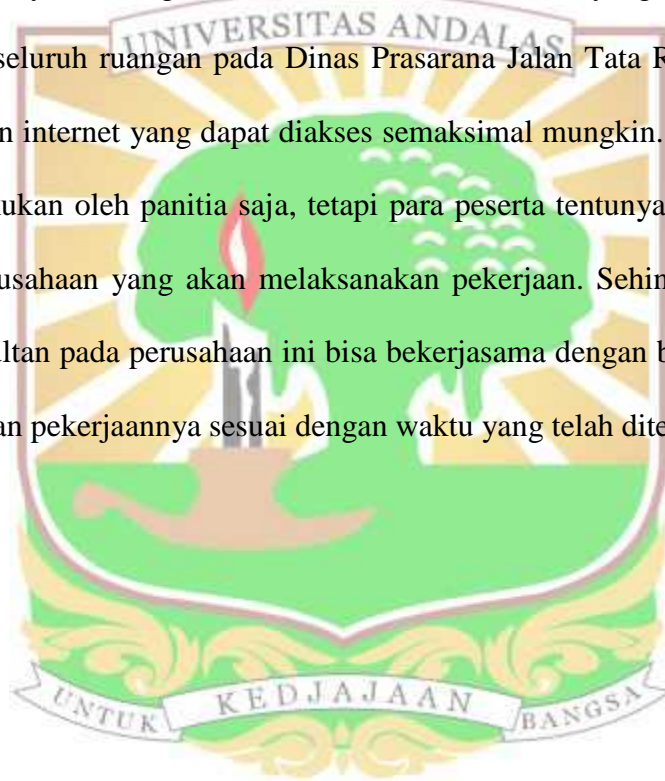 UNIVERSITAS ANDALAS
seluruh ruangan pada Dinas Prasarana Jalan Tata
n internet yang dapat diakses semaksimal mungkin.
ukan oleh panitia saja, tetapi para peserta tentunya
usahaan yang akan melaksanakan pekerjaan. Sehin
ltan pada perusahaan ini bisa bekerjasama dengan b
an pekerjaannya sesuai dengan waktu yang telah dite
UNTUK KEDJAJAAN BANGSA